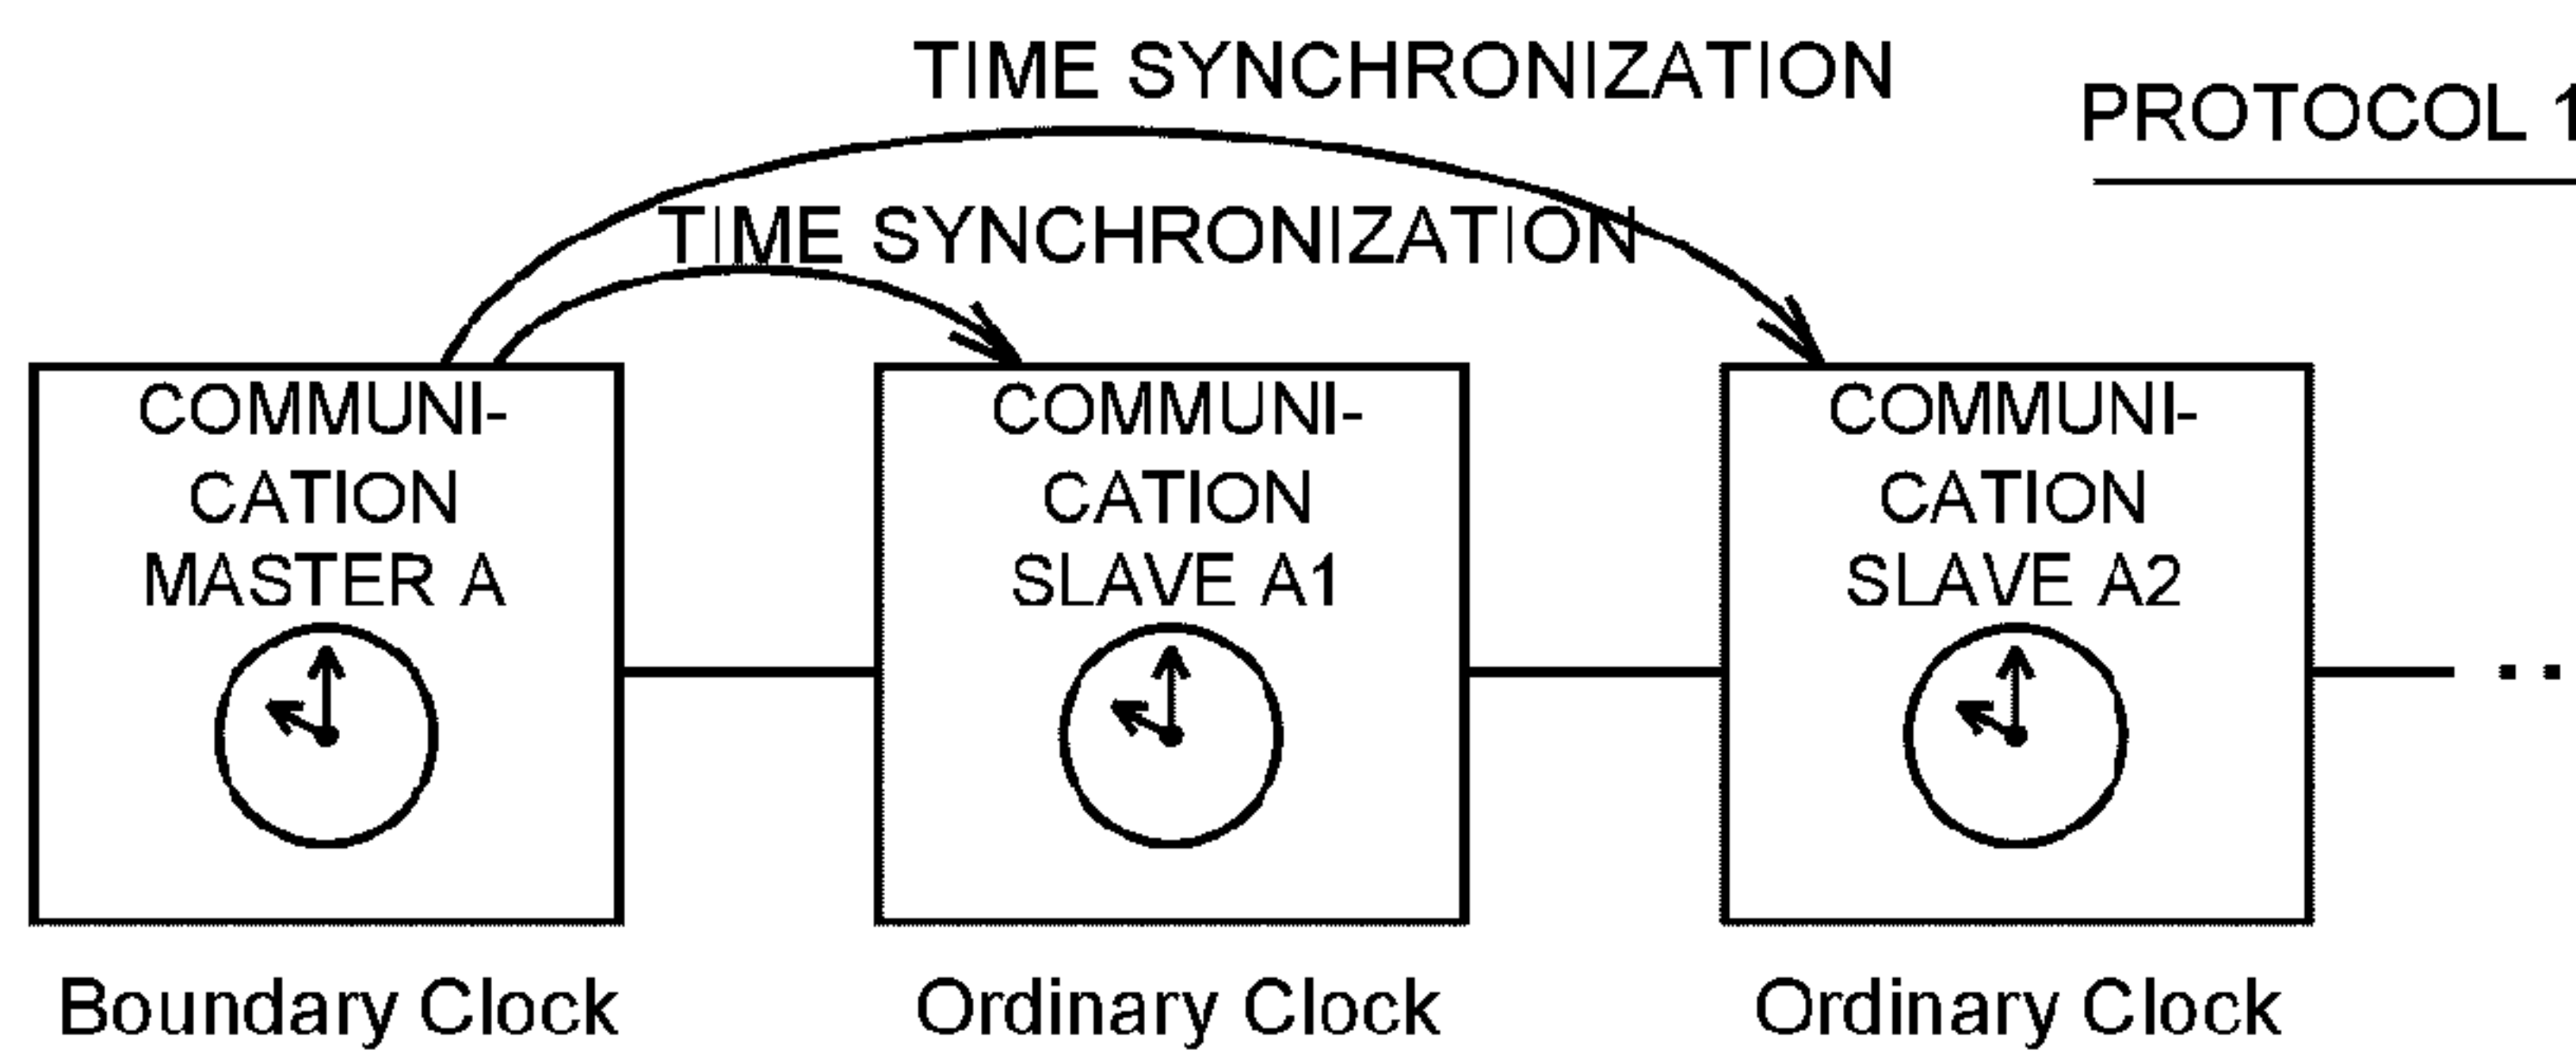 TIME SYNCHRONIZATION
PROTOCOL 1
TIME SYNCHRONIZATION
COMMUNI-
CATION
MASTER A
COMMUNI-
CATION
SLAVE A1
COMMUNI-
CATION
SLAVE A2
Boundary Clock
Ordinary Clock
Ordinary Clock